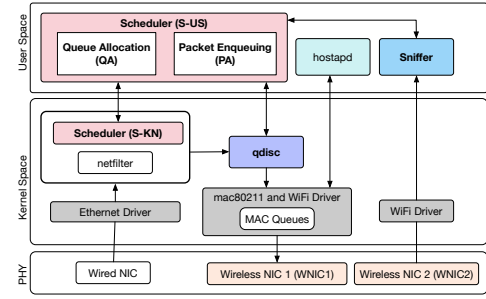 User Space
Scheduler (S-US)
Queue Allocation
(QA)
Packet Enqueuing
(PA)
hostapd
Sniffer
Kernel Space
Scheduler (S-KN)
netfilter
qdisc
Ethernet Driver
mac80211 and WiFi Driver
MAC Queues
WiFi Driver
PHY
Wired NIC
Wireless NIC 1 (WNIC1)
Wireless NIC 2 (WNIC2)